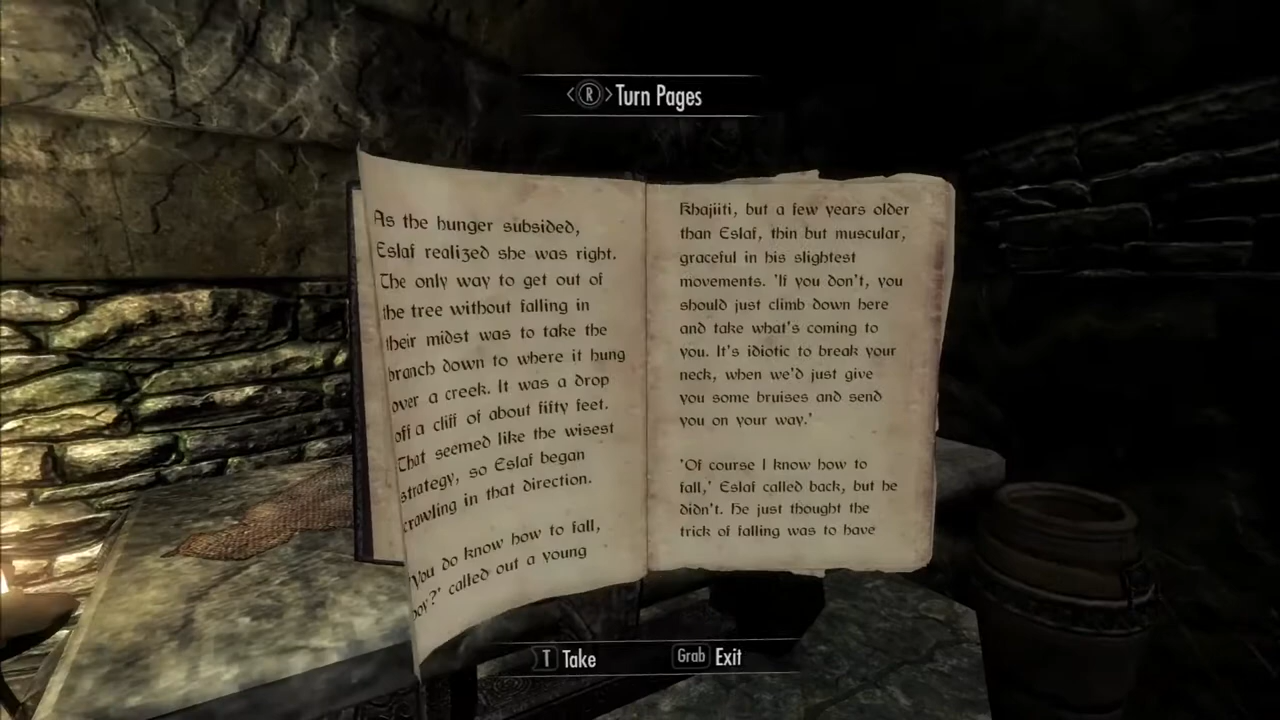 <R> Turn Pages
As the hunger subsided,
Eslaf realized she was right.
The only way to get out of
the tree without falling in
their midst was to take the
branch down to where it hung
over a creek. It was a drop
off a cliff of about fifty feet.
That seemed like the wisest
strategy, so Eslaf began
crawling in that direction.
'You do know how to fall,
boy?' called out a young
Khajiiti, but a few years older
than Eslaf, thin but muscular,
graceful in his slightest
movements. 'If you don't, you
should just climb down here
and take what's coming to
you. It's idiotic to break your
neck, when we'd just give
you some bruises and send
you on your way.'
'Of course I know how to
fall,' Eslaf called back, but he
didn't. He just thought the
trick of falling was to have
T Take
Grab Exit